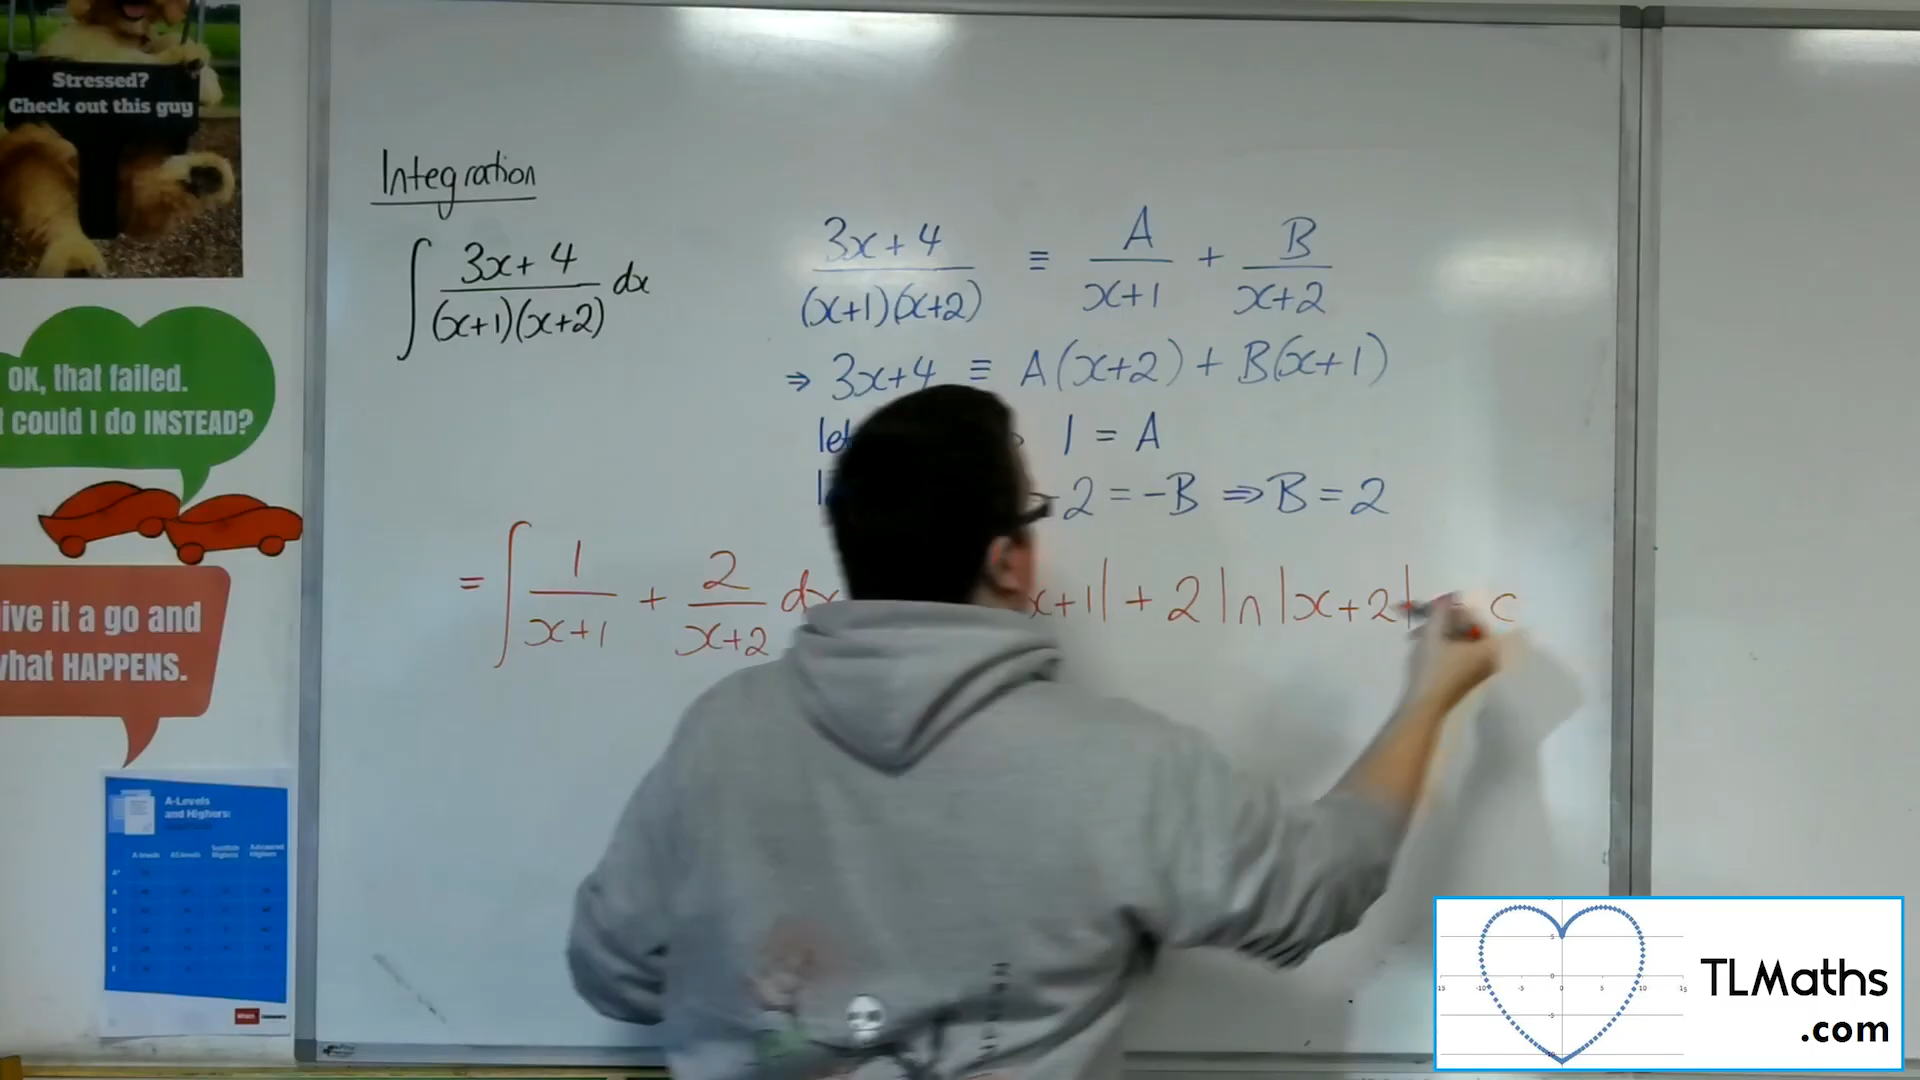 Stressed?
Check out this guy
OK, that failed.
could I do INSTEAD?
ive it a go and
what HAPPENS.
A-Levels
and Highers:
Integration
∫ (3x+4)/((x+1)(x+2)) dx
(3x+4)/((x+1)(x+2)) ≡ A/(x+1) + B/(x+2)
⇒ 3x+4 ≡ A(x+2) + B(x+1)
let 1 = A
-2 = -B ⇒ B = 2
= ∫ 1/(x+1) + 2/(x+2) dx x+1| + 2 ln |x+2| + c
TLMaths
.com